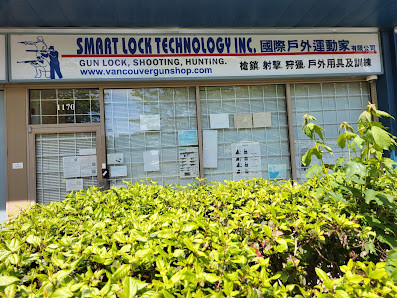 SMART LOCK TECHNOLOGY INC. 國際戶外運動家有限公司
GUN LOCK, SHOOTING, HUNTING. 槍鎖, 射擊, 狩獵, 戶外用具及訓練
www.vancouvergunshop.com
1170